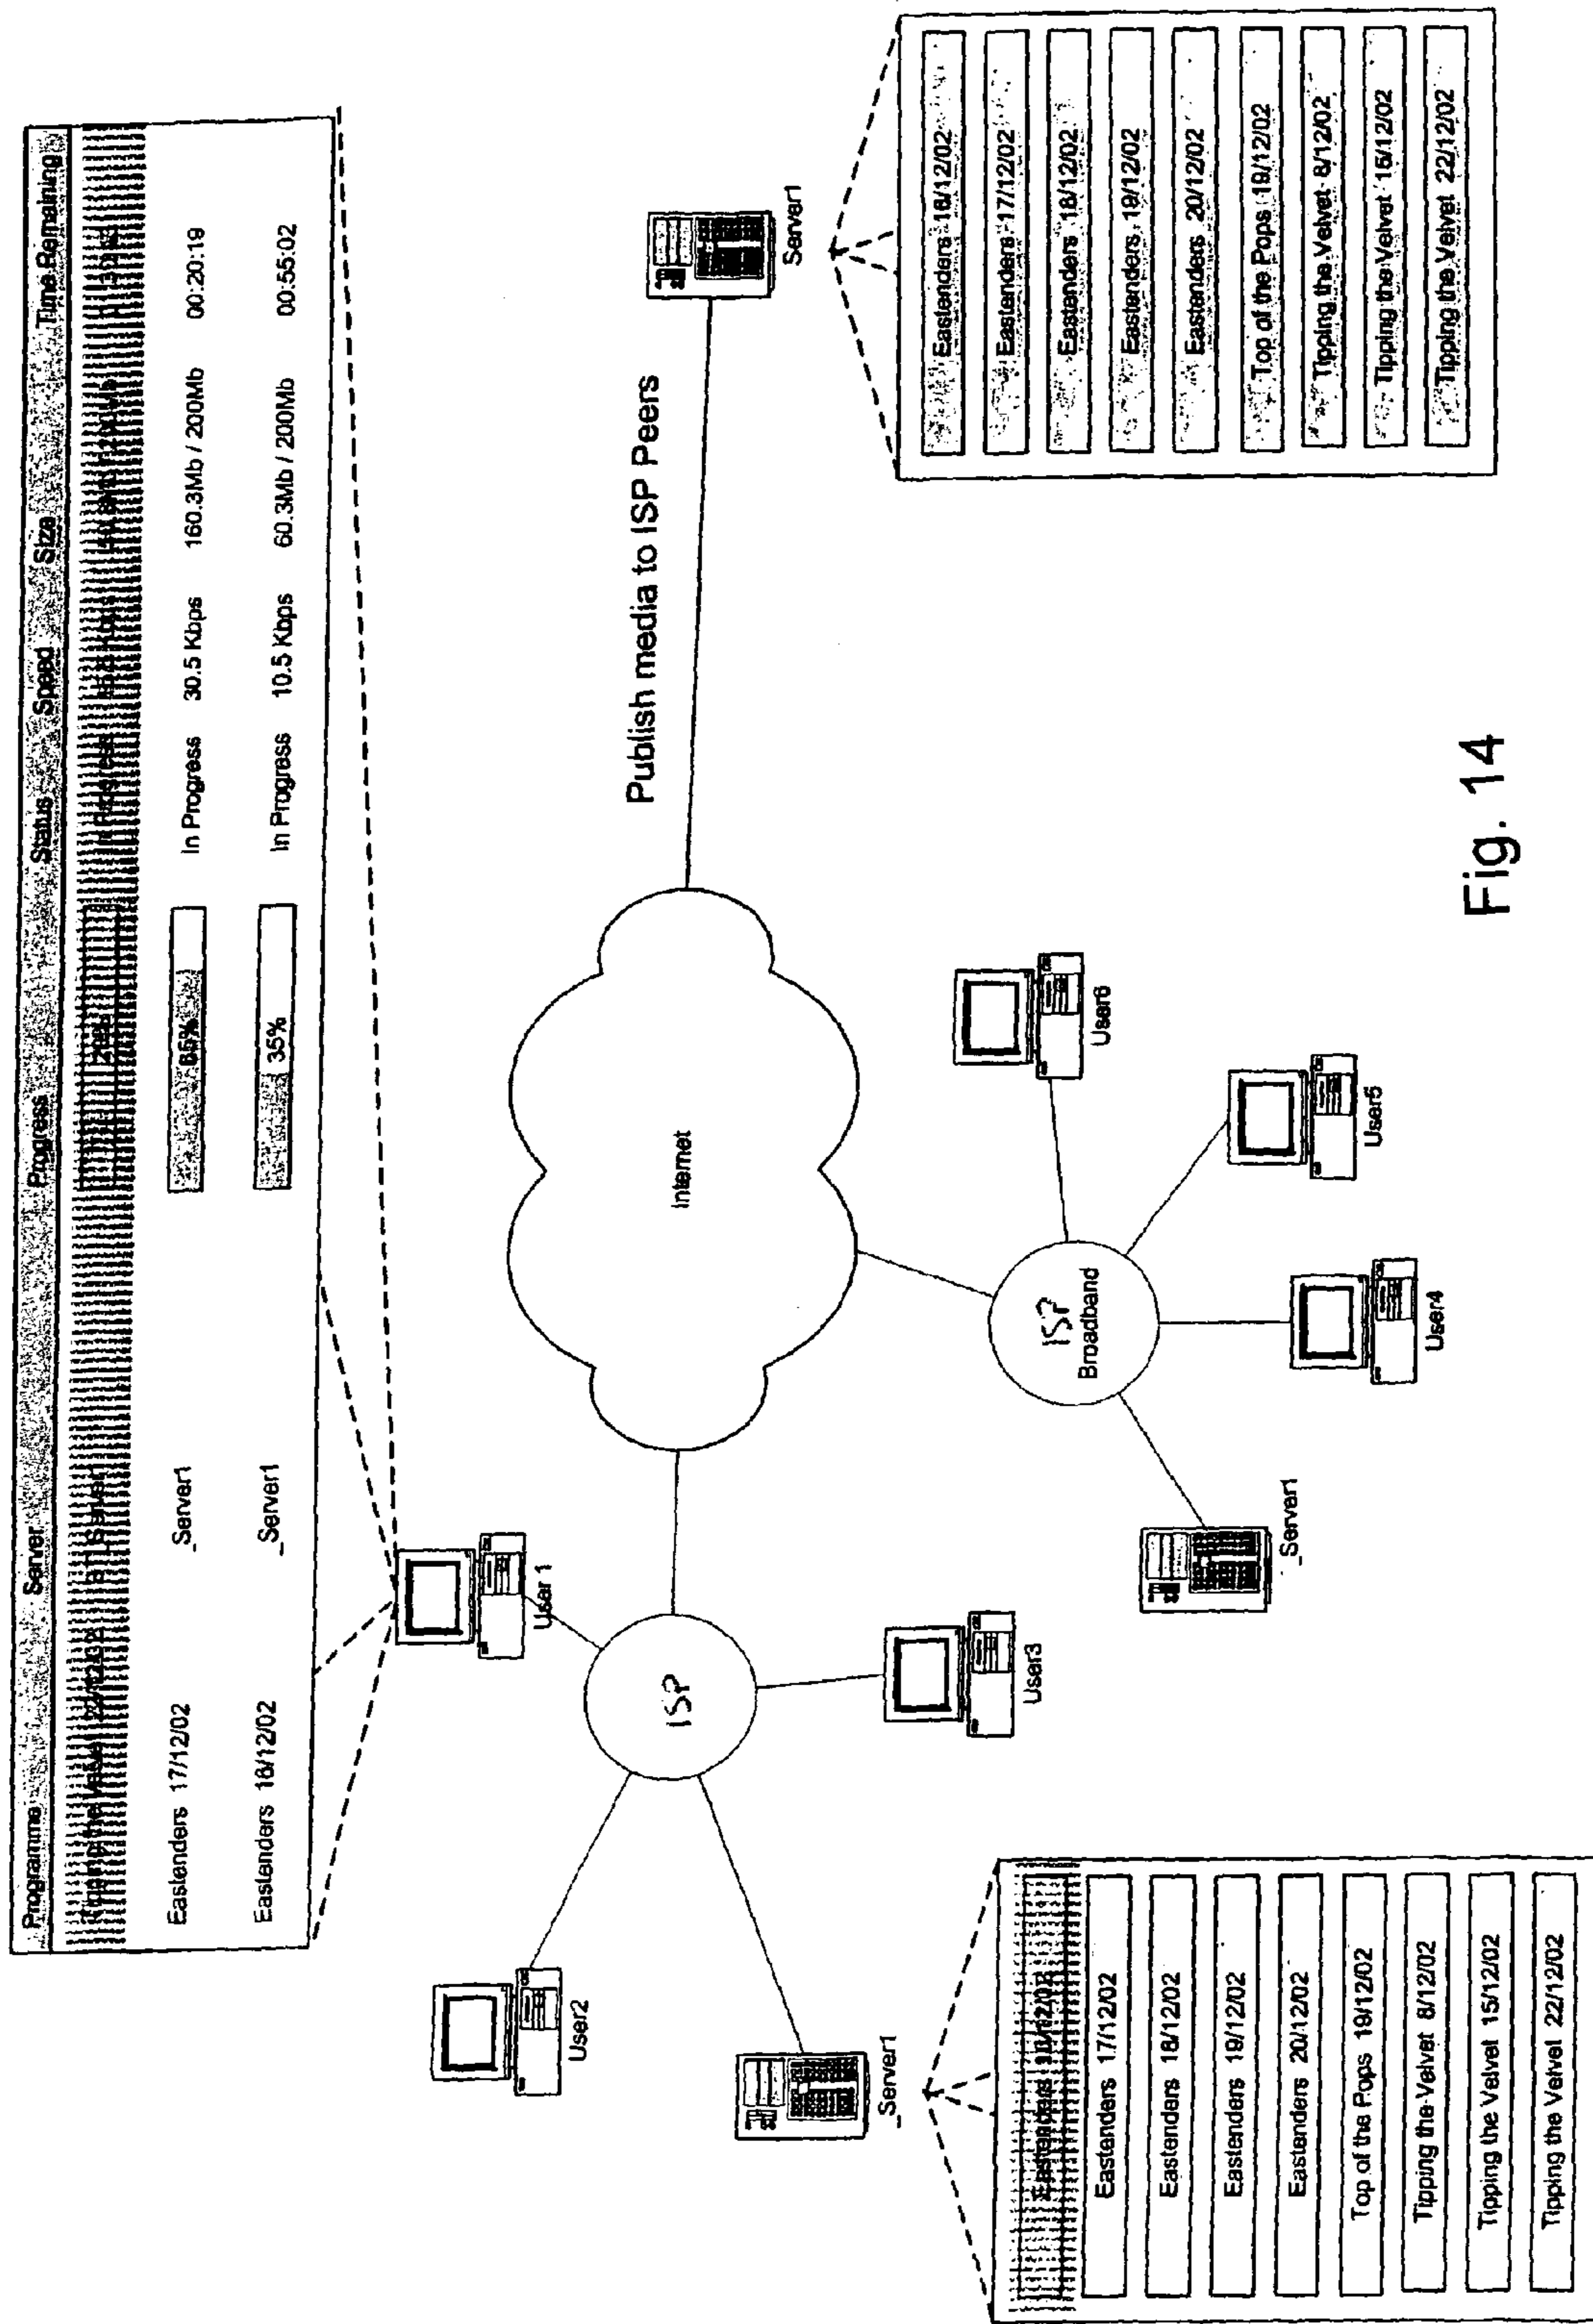 Programme Server Progress Status Speed Size Time Remaining
Eastenders 17/12/02 _Server1 In Progress 30.5 Kbps 160.3Mb / 200Mb 00:20:19
Eastenders 16/12/02 _Server1 35% In Progress 10.5 Kbps 60.3Mb / 200Mb 00:55:02
User2
User1
ISP
_Server1
User3
Internet
Publish media to ISP Peers
Server1
ISP
Broadband
_Server1
User4
User5
User6
Eastenders
Eastenders 17/12/02
Eastenders 18/12/02
Eastenders 19/12/02
Eastenders 20/12/02
Top of the Pops 19/12/02
Tipping the Velvet 8/12/02
Tipping the Velvet 15/12/02
Tipping the Velvet 22/12/02
Eastenders 16/12/02
Eastenders 17/12/02
Eastenders 18/12/02
Eastenders 19/12/02
Eastenders 20/12/02
Top of the Pops 19/12/02
Tipping the Velvet 8/12/02
Tipping the Velvet 15/12/02
Tipping the Velvet 22/12/02
Fig. 14